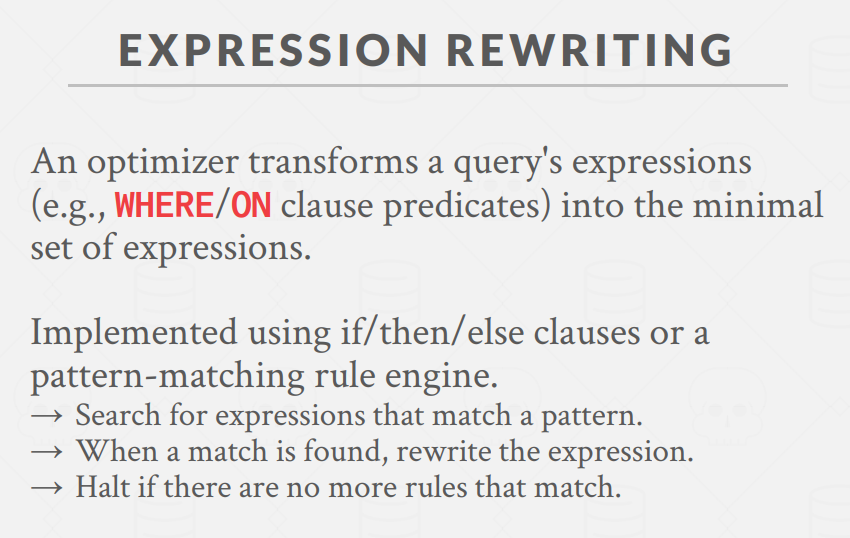 EXPRESSION REWRITING
An optimizer transforms a query's expressions
(e.g., WHERE/ON clause predicates) into the minimal
set of expressions.
Implemented using if/then/else clauses or a
pattern-matching rule engine.
→ Search for expressions that match a pattern.
→ When a match is found, rewrite the expression.
→ Halt if there are no more rules that match.